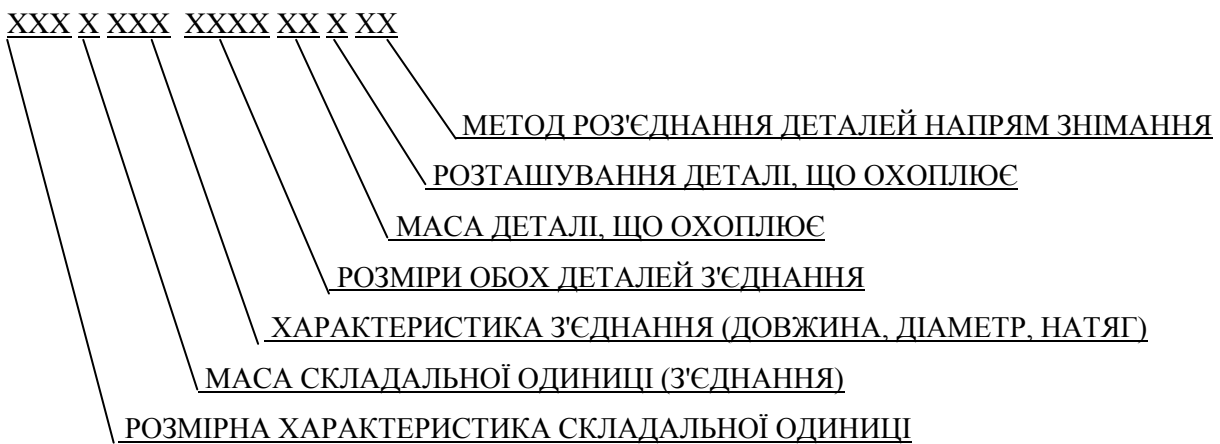 ХХХ Х ХХХ ХХХХ ХХ Х ХХ
МЕТОД РОЗ'ЄДНАННЯ ДЕТАЛЕЙ НАПРЯМ ЗНІМАННЯ
РОЗТАШУВАННЯ ДЕТАЛІ, ЩО ОХОПЛЮЄ
МАСА ДЕТАЛІ, ЩО ОХОПЛЮЄ
РОЗМІРИ ОБОХ ДЕТАЛЕЙ З'ЄДНАННЯ
ХАРАКТЕРИСТИКА З'ЄДНАННЯ (ДОВЖИНА, ДІАМЕТР, НАТЯГ)
МАСА СКЛАДАЛЬНОЇ ОДИНИЦІ (З'ЄДНАННЯ)
РОЗМІРНА ХАРАКТЕРИСТИКА СКЛАДАЛЬНОЇ ОДИНИЦІ